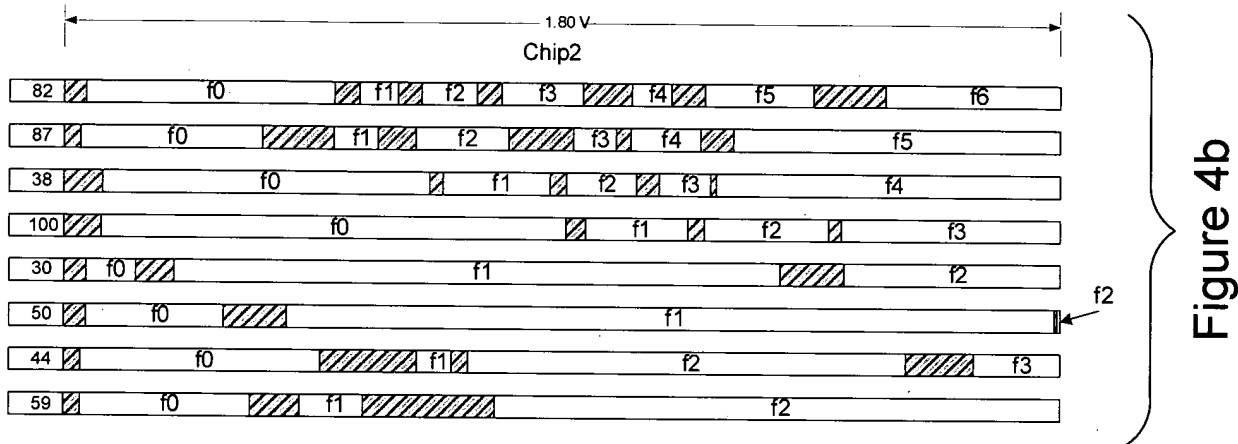 1.80 V
Chip2
82 f0 f1 f2 f3 f4 f5 f6
87 f0 f1 f2 f3 f4 f5
38 f0 f1 f2 f3 f4
100 f0 f1 f2 f3
30 f0 f1 f2
f2
50 f0 f1
44 f0 f1 f2 f3
59 f0 f1 f2
Figure 4b